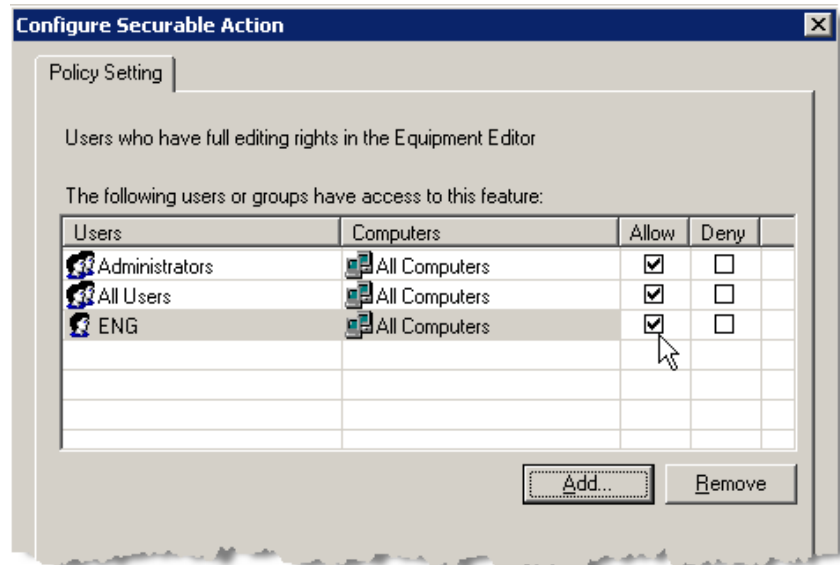 Configure Securable Action
Policy Setting
Users who have full editing rights in the Equipment Editor
The following users or groups have access to this feature:
Users Computers Allow Deny
Administrators All Computers
All Users All Computers
ENG All Computers
Add... Remove